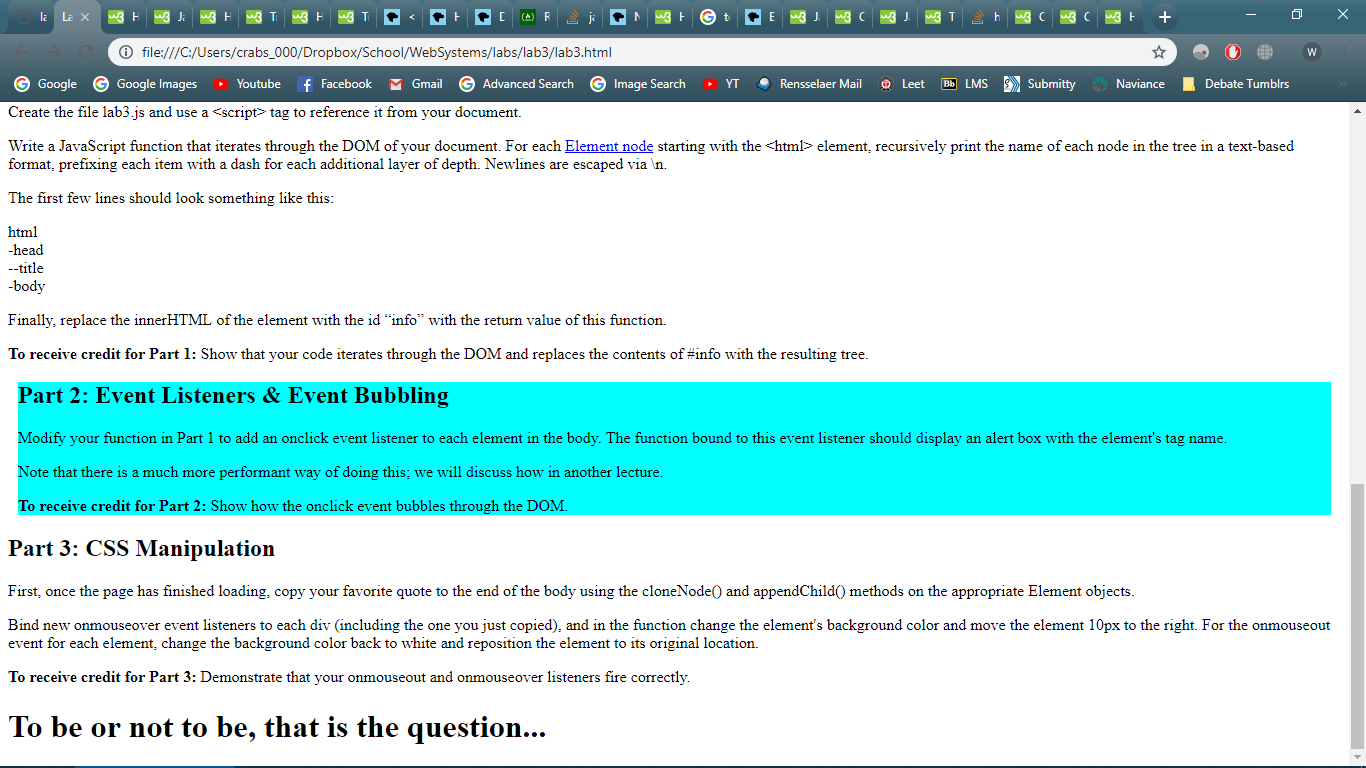 la
La
H
Ja
H
Ti
H
Ti
<
H
D
R
ja
N
H
to
E
Ja
C
Ja
T
h
C
C
H
file:///C:/Users/crabs_000/Dropbox/School/WebSystems/labs/lab3/lab3.html
W
Google Google Images Youtube Facebook Gmail Advanced Search Image Search YT Rensselaer Mail Leet Bb LMS Submitty Naviance Debate Tumblrs
Create the file lab3.js and use a <script> tag to reference it from your document.
Write a JavaScript function that iterates through the DOM of your document. For each Element node starting with the <html> element, recursively print the name of each node in the tree in a text-based
format, prefixing each item with a dash for each additional layer of depth. Newlines are escaped via \n.
The first few lines should look something like this:
html
-head
--title
-body
Finally, replace the innerHTML of the element with the id “info” with the return value of this function.
To receive credit for Part 1: Show that your code iterates through the DOM and replaces the contents of #info with the resulting tree.
Part 2: Event Listeners & Event Bubbling
Modify your function in Part 1 to add an onclick event listener to each element in the body. The function bound to this event listener should display an alert box with the element's tag name.
Note that there is a much more performant way of doing this; we will discuss how in another lecture.
To receive credit for Part 2: Show how the onclick event bubbles through the DOM.
Part 3: CSS Manipulation
First, once the page has finished loading, copy your favorite quote to the end of the body using the cloneNode() and appendChild() methods on the appropriate Element objects.
Bind new onmouseover event listeners to each div (including the one you just copied), and in the function change the element's background color and move the element 10px to the right. For the onmouseout
event for each element, change the background color back to white and reposition the element to its original location.
To receive credit for Part 3: Demonstrate that your onmouseout and onmouseover listeners fire correctly.
To be or not to be, that is the question...